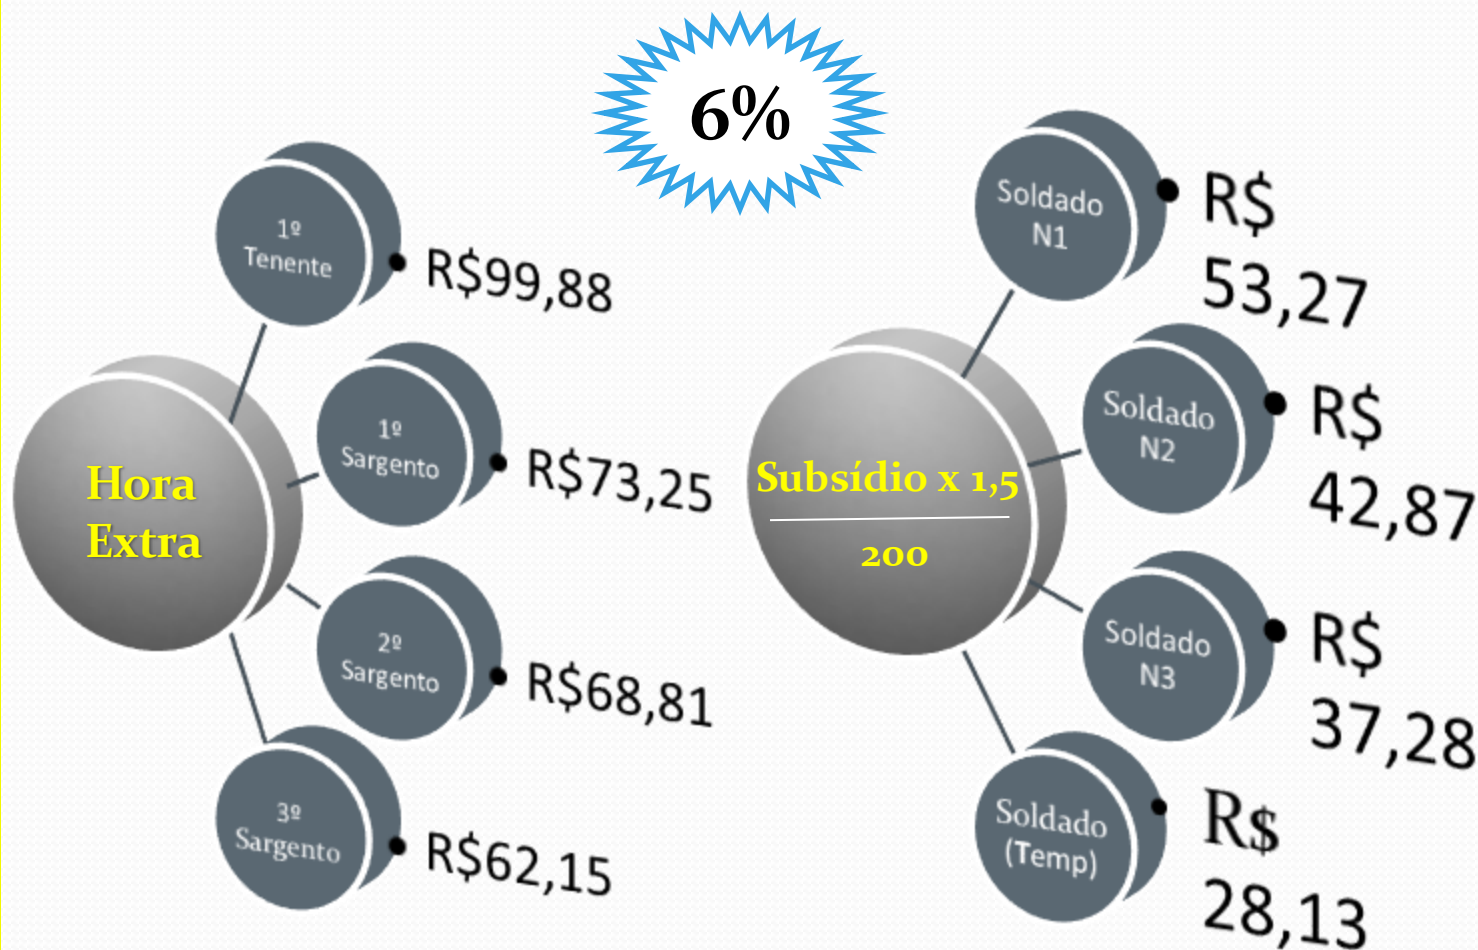 6%
Hora
Extra
1º
Tenente
R$99,88
1º
Sargento
R$73,25
2º
Sargento
R$68,81
3º
Sargento
R$62,15
Subsídio x 1,5
200
Soldado
N1
R$
53,27
Soldado
N2
R$
42,87
Soldado
N3
R$
37,28
Soldado
(Temp)
R$
28,13